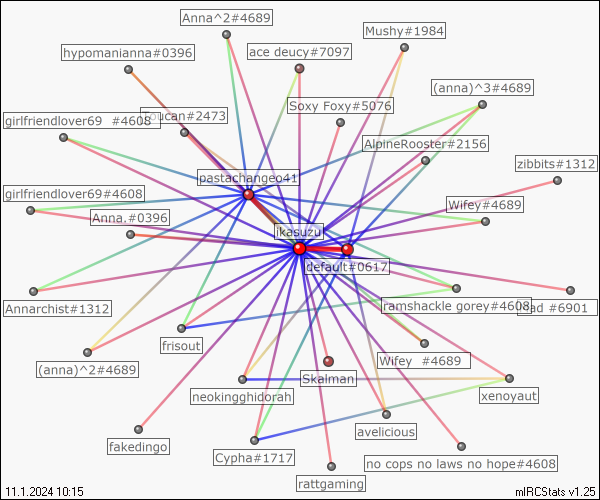 Anna^2#4689
Mushy#1984
hypomanianna#0396
ace deucy#7097
(anna)^3#4689
Soxy Foxy#5076
girlfriendlover69 #4608
Toucan#2473
AlpineRooster#2156
zibbits#1312
pastachangeo41
girlfriendlover69#4608
Wifey#4689
Anna.#0396
ikasuzu
default#0617
Annarchist#1312
ramshackle gorey#4608
#6901
frisout
(anna)^2#4689
Wifey #4689
Skalman
neokingghidorah
xenoyaut
avelicious
fakedingo
Cypha#1717
no cops no laws no hope#4608
rattgaming
11.1.2024 10:15
mIRCStats v1.25